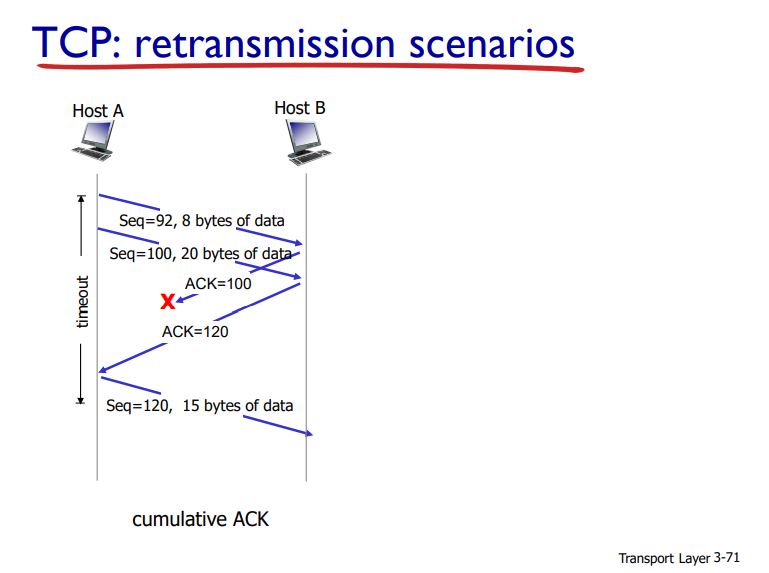 TCP: retransmission scenarios
Host A
Host B
Seq=92, 8 bytes of data
Seq=100, 20 bytes of data
ACK=100
X
timeout
ACK=120
Seq=120, 15 bytes of data
cumulative ACK
Transport Layer 3-71